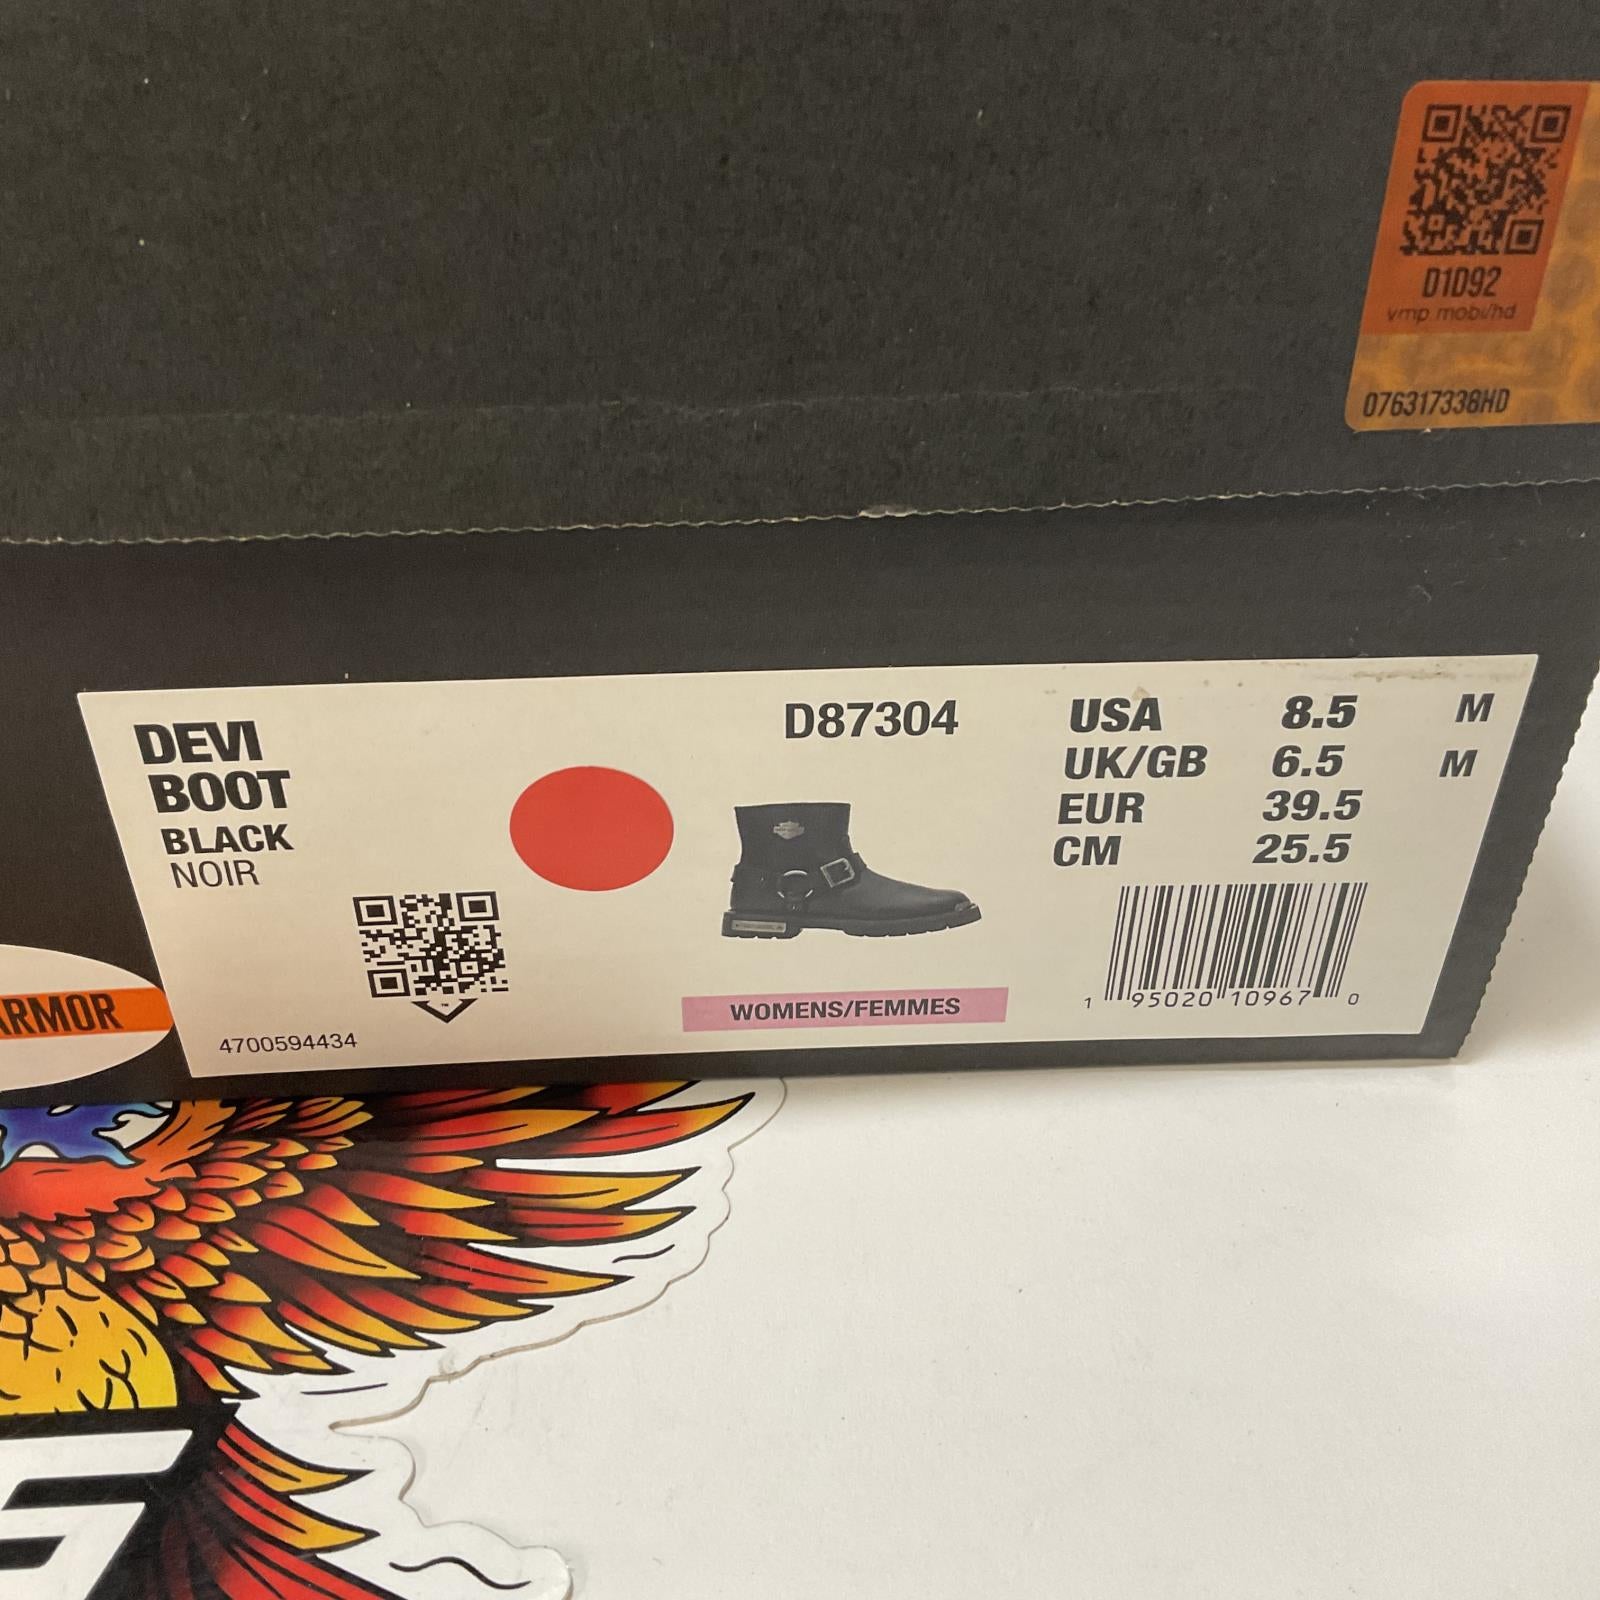 D1D92
vmp.mobi/hd
076317338HD
DEVI
BOOT
BLACK
NOIR
4700594434
D87304
WOMENS/FEMMES
USA 8.5 M
UK/GB 6.5 M
EUR 39.5
CM 25.5
1 95020 10967 0
ARMOR